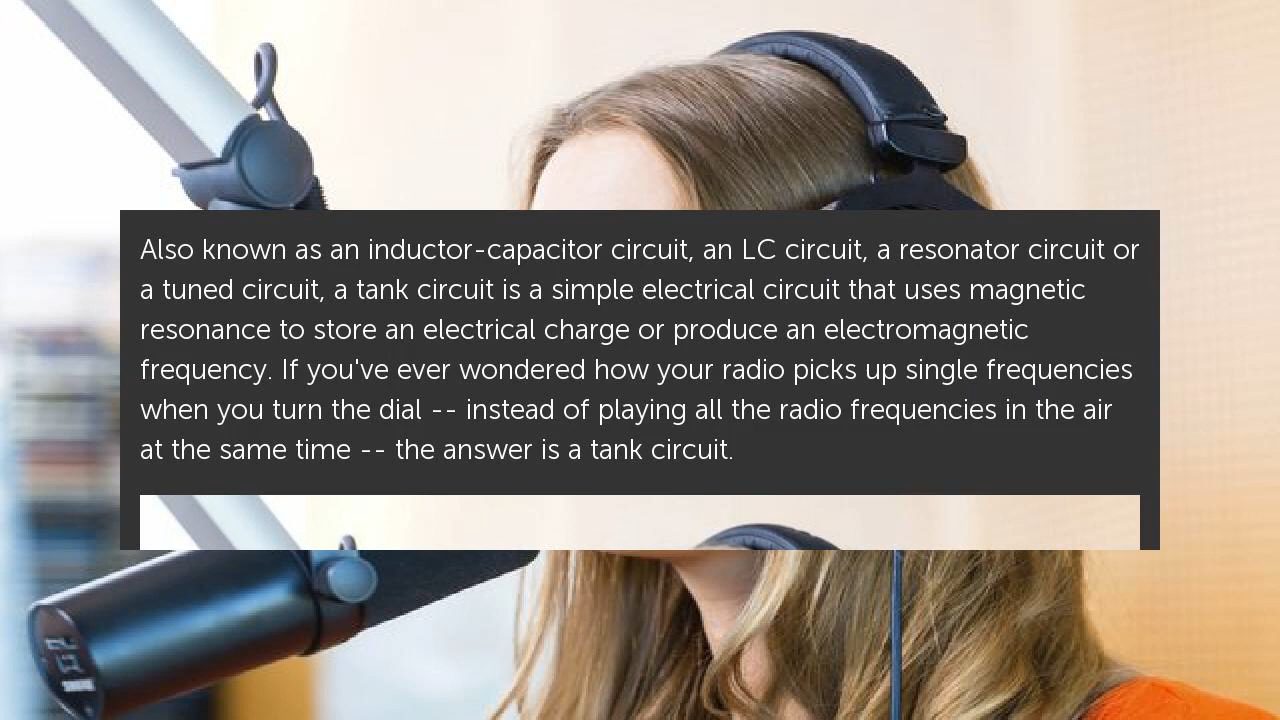 Also known as an inductor-capacitor circuit, an LC circuit, a resonator circuit or
a tuned circuit, a tank circuit is a simple electrical circuit that uses magnetic
resonance to store an electrical charge or produce an electromagnetic
frequency. If you've ever wondered how your radio picks up single frequencies
when you turn the dial -- instead of playing all the radio frequencies in the air
at the same time -- the answer is a tank circuit.